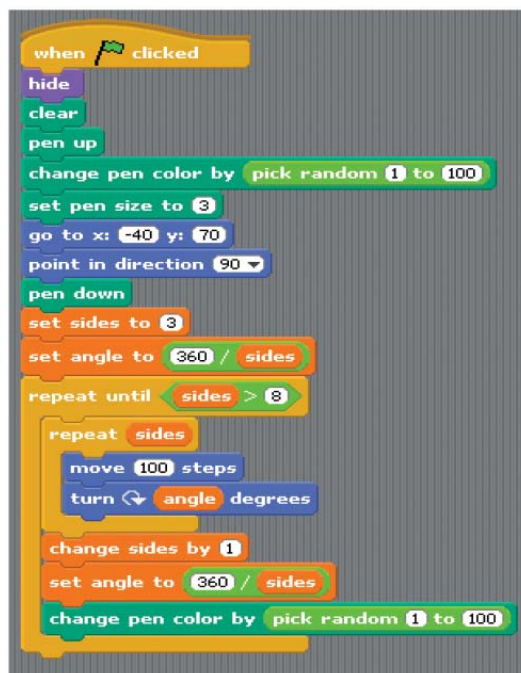 when clicked
hide
clear
pen up
change pen color by pick random 1 to 100
set pen size to 3
go to x: -40 y: 70
point in direction 90
pen down
set sides to 3
set angle to 360 / sides
repeat until sides > 8
repeat sides
move 100 steps
turn angle degrees
change sides by 1
set angle to 360 / sides
change pen color by pick random 1 to 100